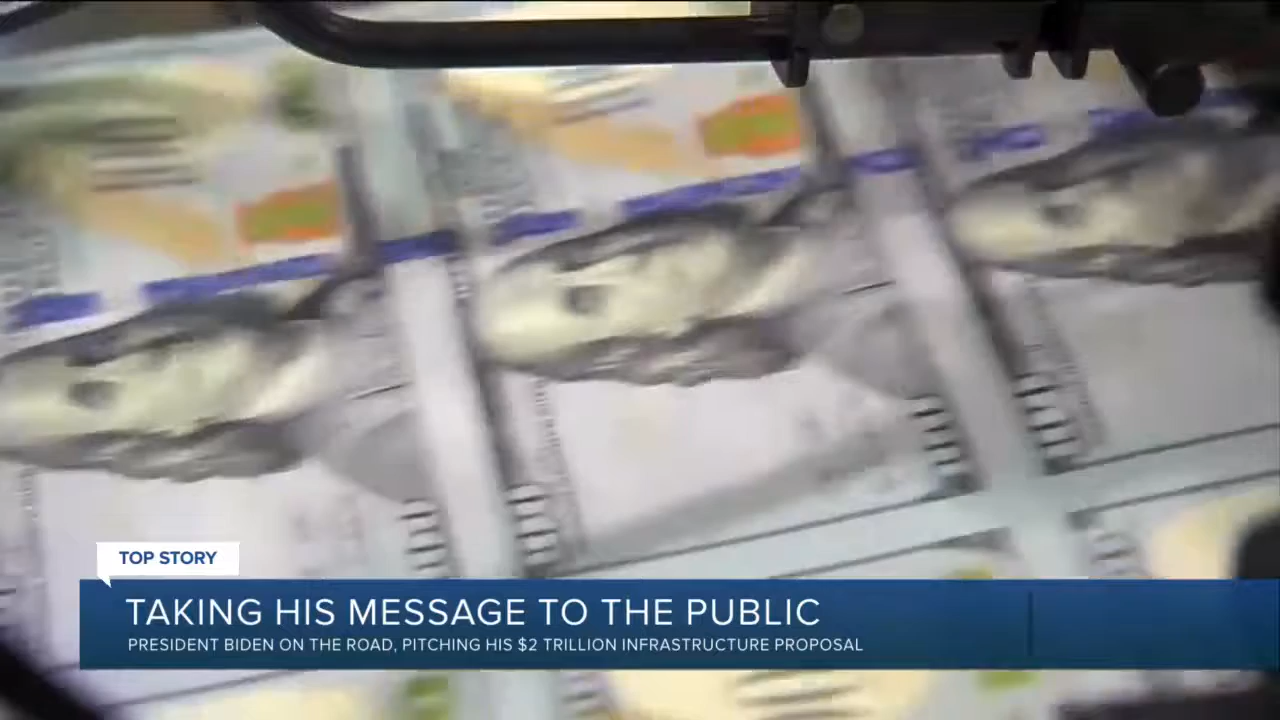 TOP STORY
TAKING HIS MESSAGE TO THE PUBLIC
PRESIDENT BIDEN ON THE ROAD, PITCHING HIS $2 TRILLION INFRASTRUCTURE PROPOSAL